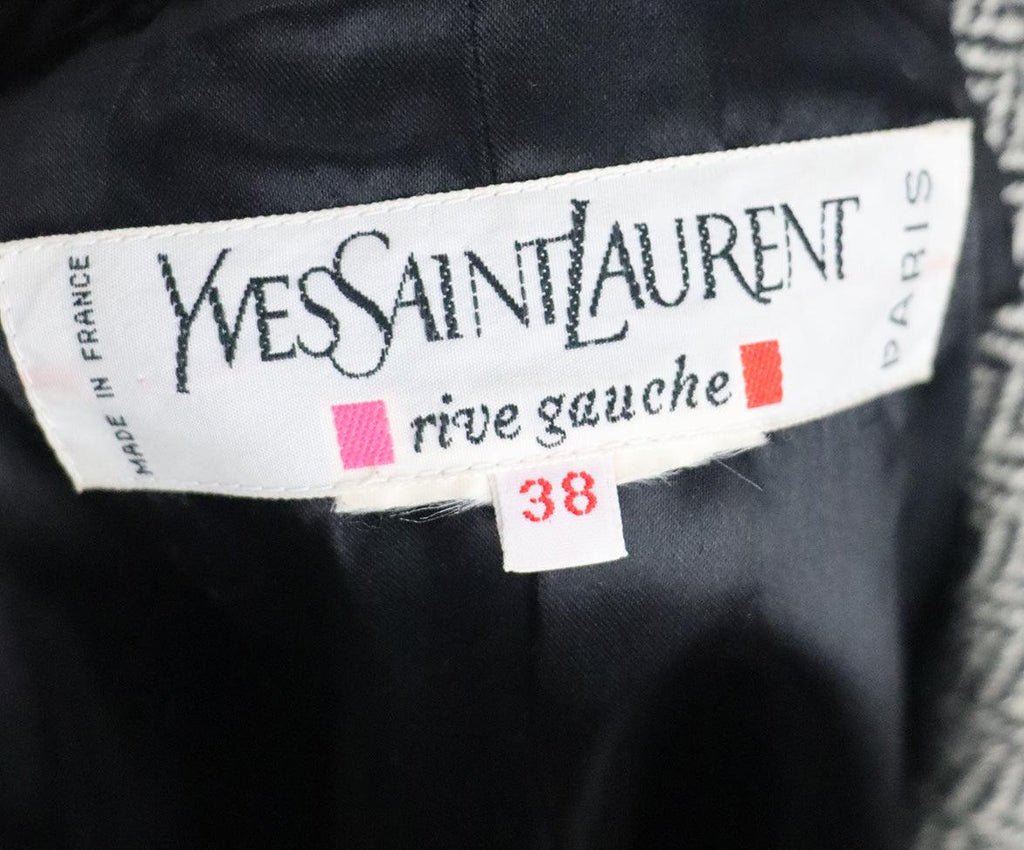 MADE IN FRANCE
YVESSAINTLAURENT
rive gauche
PARIS
38